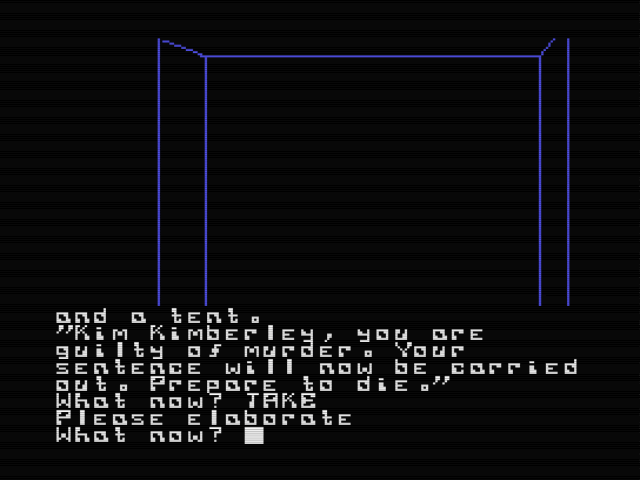 and a tent.
"Kim Kimberley, you are
guilty of murder. Your
sentence will now be carried
out. Prepare to die."
What now? TAKE
Please elaborate
What now?